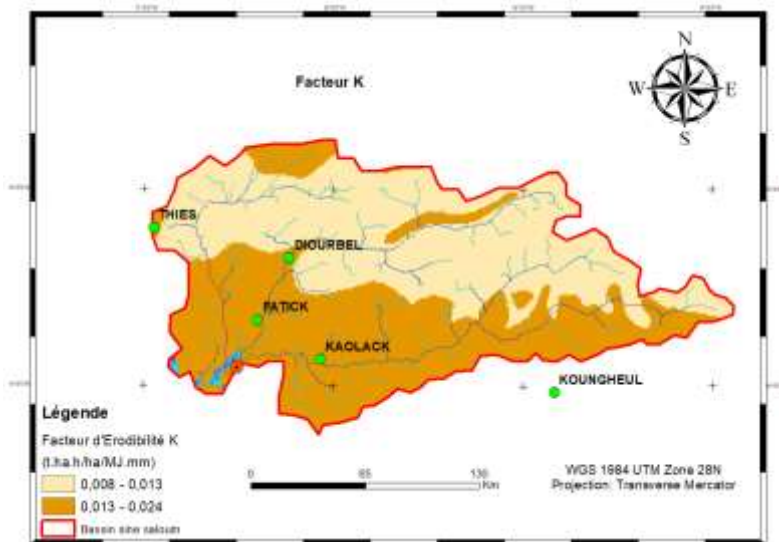 Facteur K
N
W
E
S
THIES
DIOURBEL
FATICK
KAOLACK
KOUNGHEUL
Légende
Facteur d'Erodibilité K
(t.ha.h/ha/MJ.mm)
0,008 - 0,013
0,013 - 0,024
Bassin sine saloum
0
65
130
Km
WGS 1984 UTM Zone 28N
Projection: Transverse Mercator